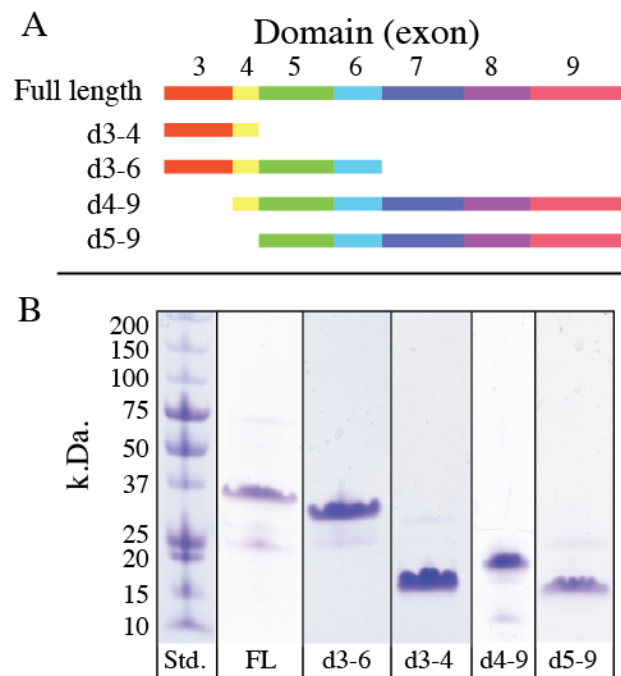 A
Domain (exon)
3 4 5 6 7 8 9
Full length
d3-4
d3-6
d4-9
d5-9
B
k.Da.
200
150
100
75
50
37
25
20
15
10
Std. FL d3-6 d3-4 d4-9 d5-9